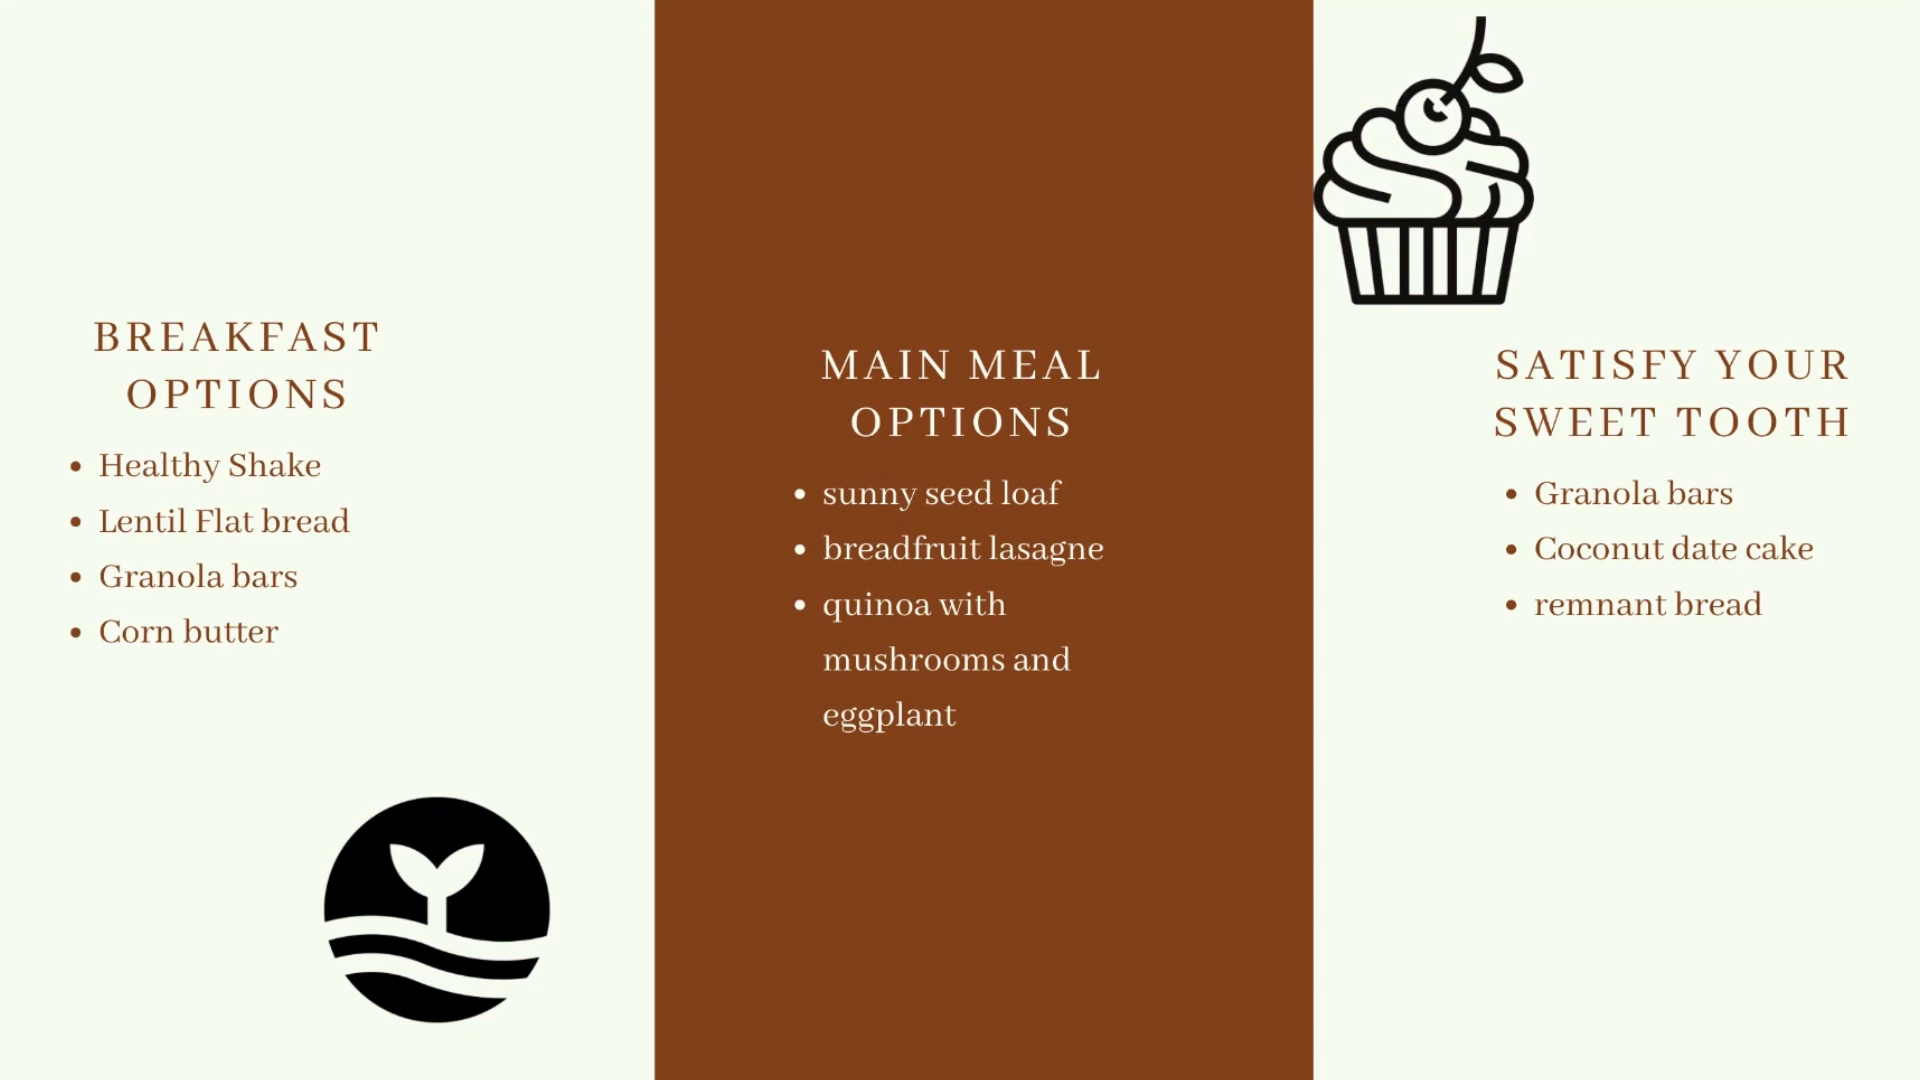 BREAKFAST
OPTIONS
• Healthy Shake
• Lentil Flat bread
• Granola bars
• Corn butter
MAIN MEAL
OPTIONS
• sunny seed loaf
• breadfruit lasagne
• quinoa with
mushrooms and
eggplant
SATISFY YOUR
SWEET TOOTH
• Granola bars
• Coconut date cake
• remnant bread